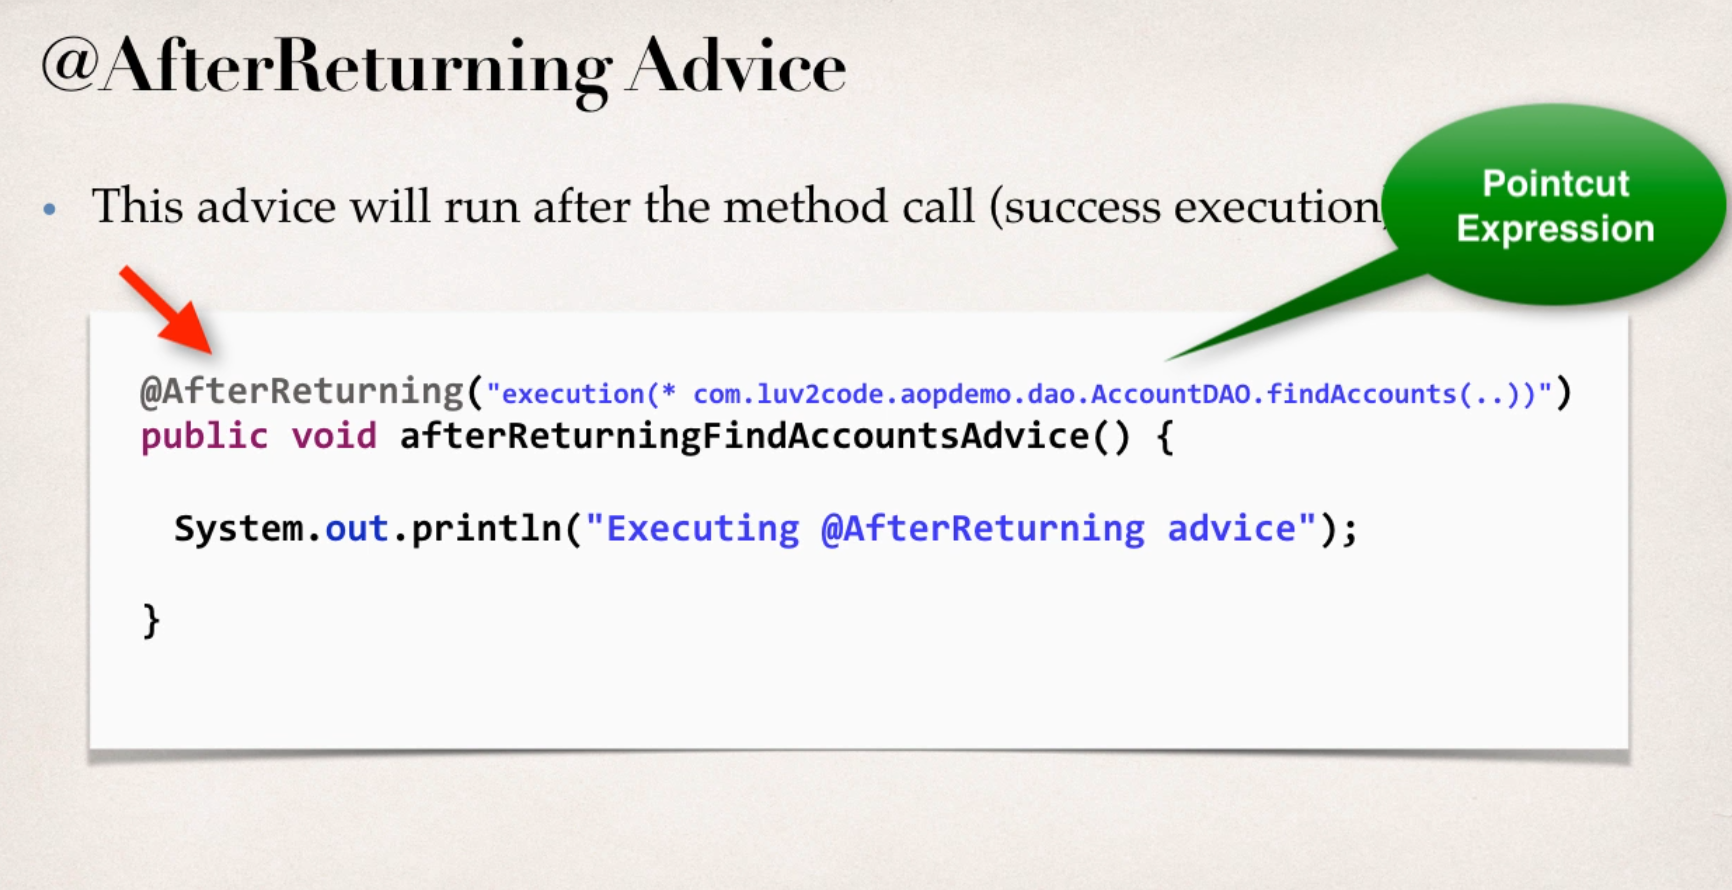 @AfterReturning Advice
• This advice will run after the method call (success execution)
Pointcut
Expression
@AfterReturning("execution(* com.luv2code.aopdemo.dao.AccountDAO.findAccounts(..))")
public void afterReturningFindAccountsAdvice() {
System.out.println("Executing @AfterReturning advice");
}